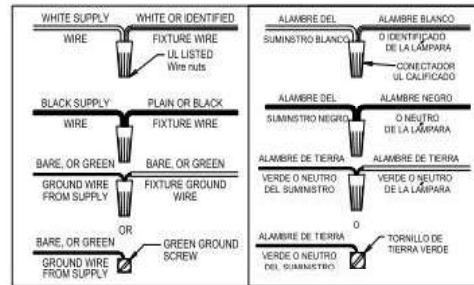 WHITE SUPPLY
WHITE OR IDENTIFIED
WIRE
FIXTURE WIRE
UL LISTED
Wire nuts
BLACK SUPPLY
PLAIN OR BLACK
WIRE
FIXTURE WIRE
BARE, OR GREEN
BARE, OR GREEN
GROUND WIRE
FROM SUPPLY
FIXTURE GROUND
WIRE
OR
BARE, OR GREEN
GREEN GROUND
SCREW
GROUND WIRE
FROM SUPPLY
ALAMBRE DEL
ALAMBRE BLANCO
SUMINSTRO BLANCO
O IDENTIFICADO
DE LA LÁMPARA
CONECTADOR
UL CALIFICADO
ALAMBRE DEL
ALAMBRE NEGRO
SUMINSTRO NEGRO
O NEUTRO
DE LA LAMPARA
ALAMBRE DE TIERRA
ALAMBRE DE TIERRA
VERDE O NEUTRO
DEL SUMINISTRO
VERDE O NEUTRO
DE LA LAMPARA
O
ALAMBRE DE TIERRA
TORNILLO DE
TIERRA VERDE
VERDE O NEUTRO
DEL SUMINISTRO